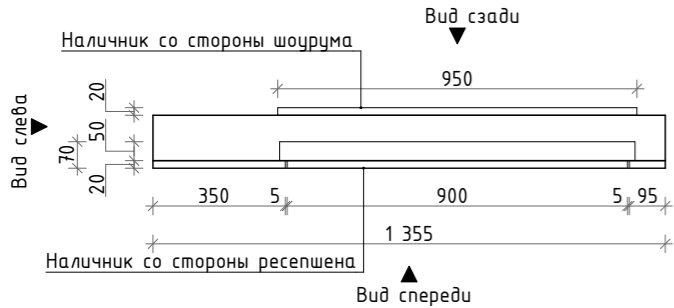 Вид сзади
Наличник со стороны шоурума
950
20
Вид слева
50
70
20
350 5 900 5 95
1 355
Наличник со стороны ресепшена
Вид спереди